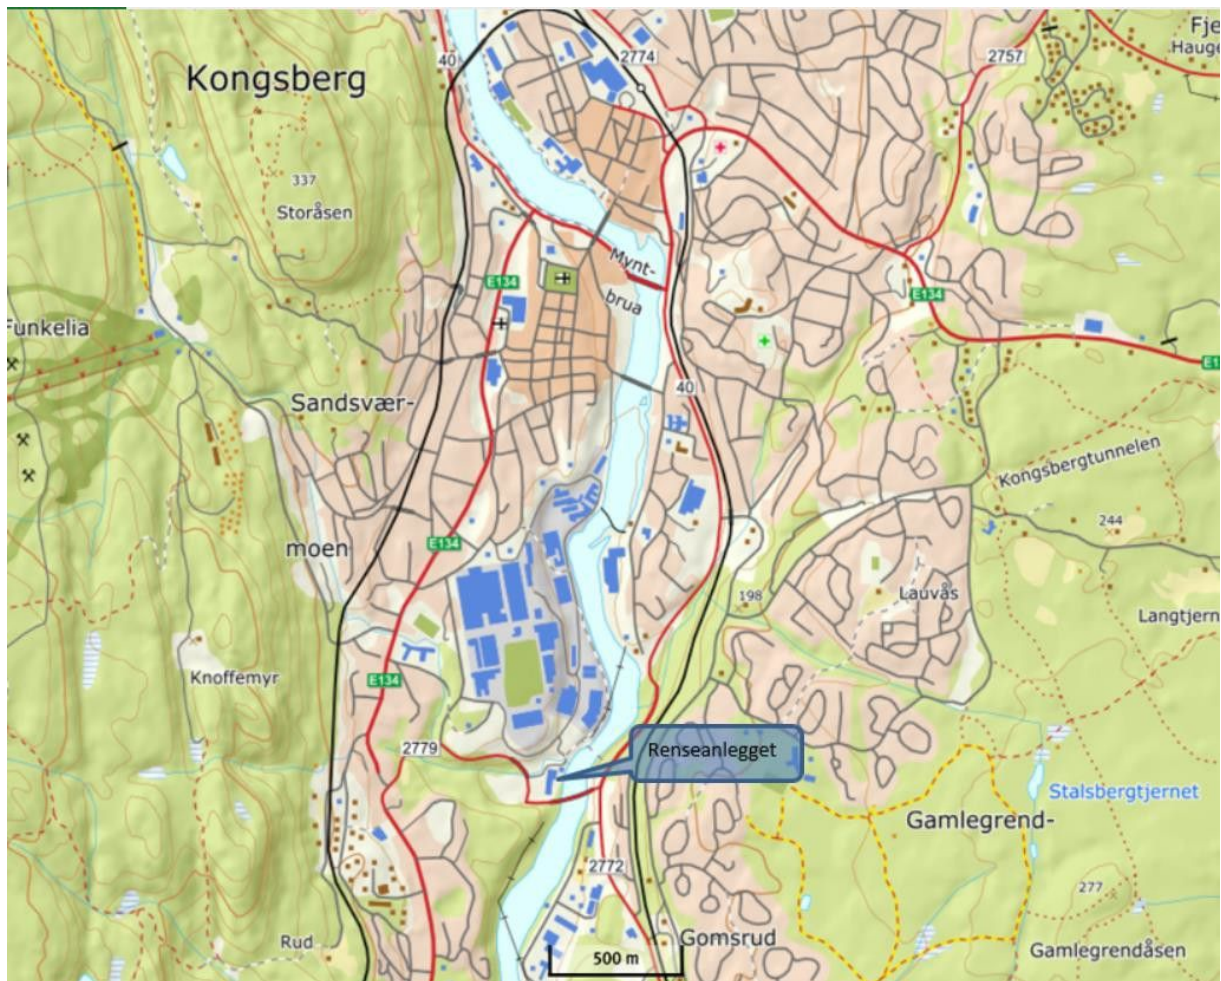 Fje
Hauge
40
2774
2757
Kongsberg
337
Storåsen
Mynt-
brua
E134
E134
Funkelia
E1
40
Sandsvær-
Kongsbergtunnelen
244
moen
E134
198
Lauvås
Langtjern
Knoffemyr
E134
2779
Renseanlegget
Stalsbergtjernet
Gamlegrend-
2772
277
Rud
Gomsrud
Gamlegrendåsen
500 m